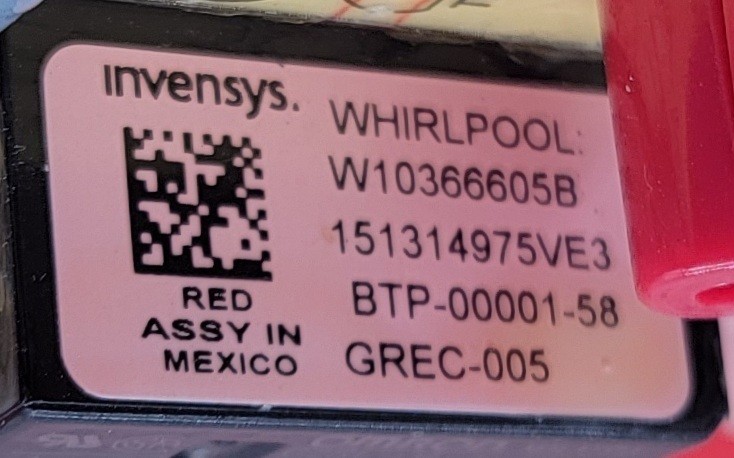 invensys.
WHIRLPOOL:
W10366605B
151314975VE3
BTP-00001-58
GREC-005
RED
ASSY IN
MEXICO